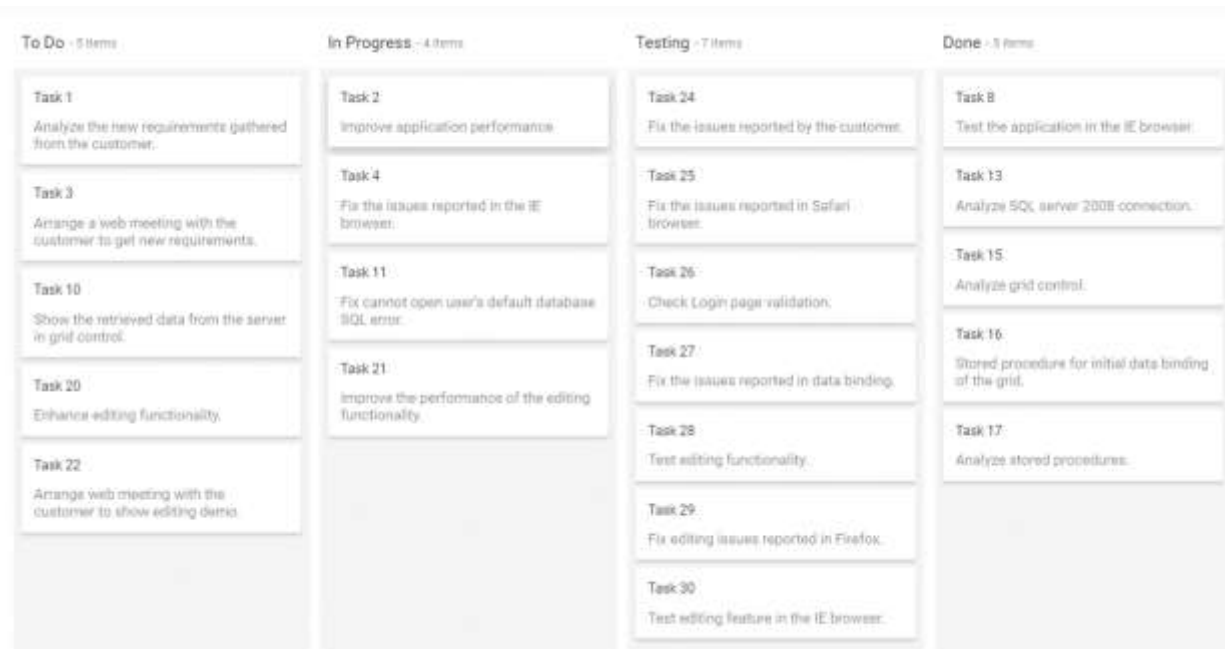 To Do - 5 items
Task 1
Analyze the new requirements gathered
from the customer.
Task 3
Arrange a web meeting with the
customer to get new requirements.
Task 10
Show the retrieved data from the server
in grid control.
Task 20
Enhance editing functionality.
Task 22
Arrange web meeting with the
customer to show editing demo.
In Progress - 4 items
Task 2
Improve application performance
Task 4
Fix the issues reported in the IE
browser.
Task 11
Fix cannot open user's default database
SQL error.
Task 21
Improve the performance of the editing
functionality.
Testing - 7 items
Task 24
Fix the issues reported by the customer.
Task 25
Fix the issues reported in Safari
browser.
Task 26
Check Login page validation.
Task 27
Fix the issues reported in data binding.
Task 28
Test editing functionality.
Task 29
Fix editing issues reported in Firefox.
Task 30
Test editing feature in the IE browser.
Done - 5 items
Task 8
Test the application in the IE browser.
Task 13
Analyze SQL server 2008 connection.
Task 15
Analyze grid control.
Task 16
Stored procedure for initial data binding
of the grid.
Task 17
Analyze stored procedures.